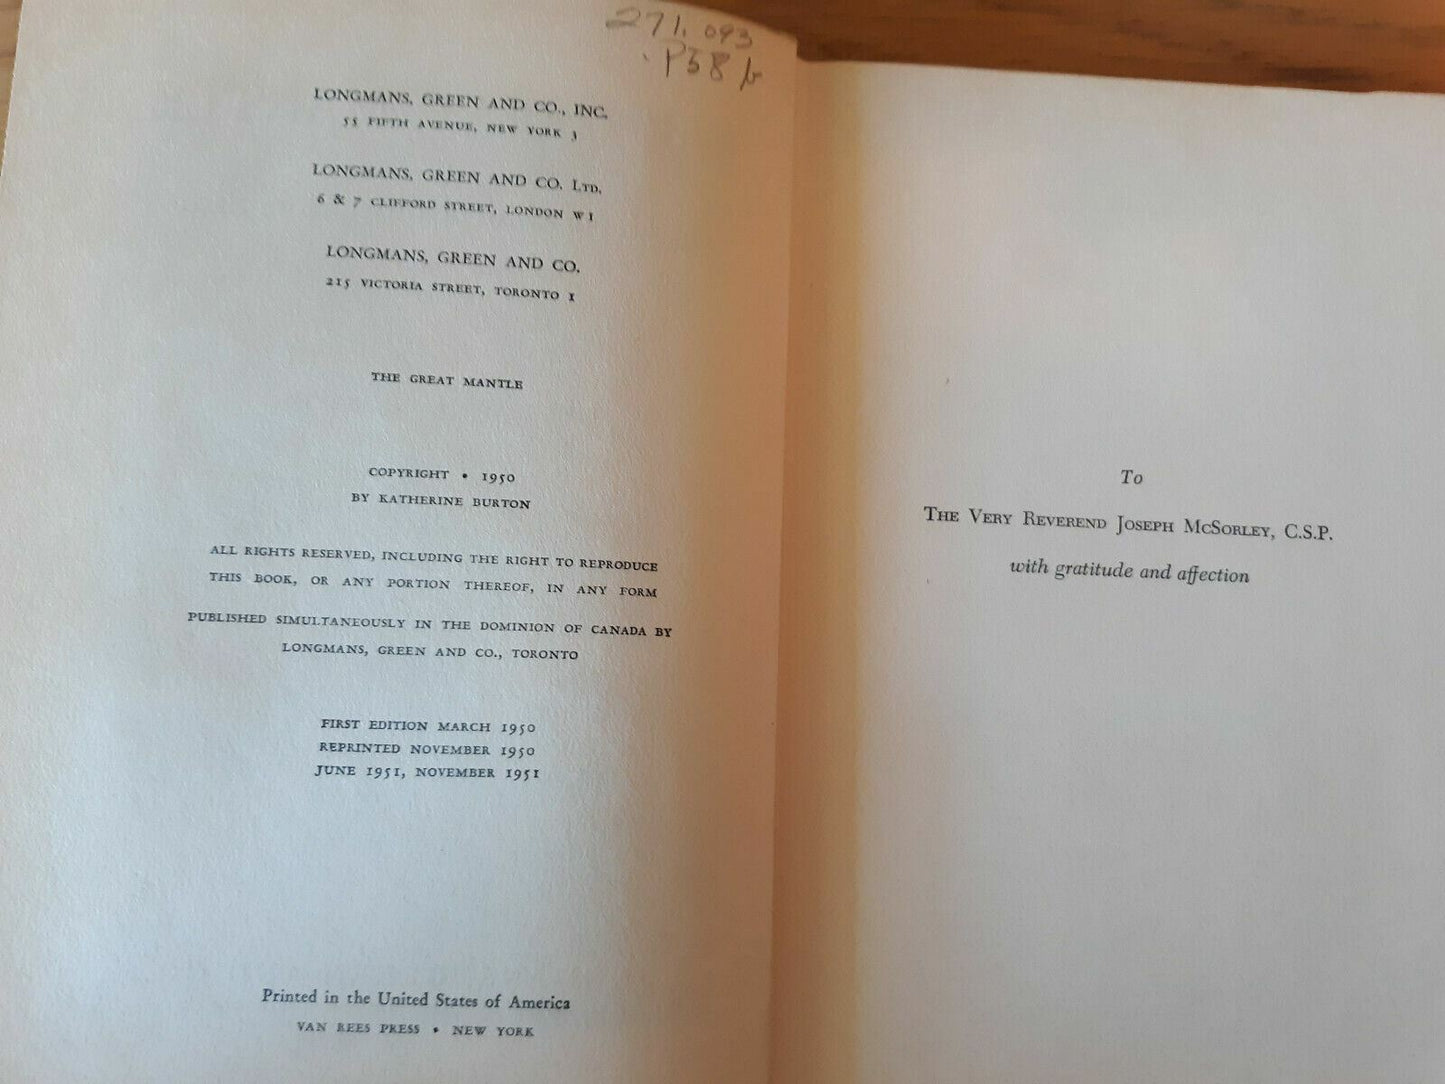 271.093
.P58b
LONGMANS, GREEN AND CO., INC.
55 FIFTH AVENUE, NEW YORK 3
LONGMANS, GREEN AND CO. LTD.
6 & 7 CLIFFORD STREET, LONDON W 1
LONGMANS, GREEN AND CO.
215 VICTORIA STREET, TORONTO 1
THE GREAT MANTLE
COPYRIGHT • 1950
BY KATHERINE BURTON
ALL RIGHTS RESERVED, INCLUDING THE RIGHT TO REPRODUCE
THIS BOOK, OR ANY PORTION THEREOF, IN ANY FORM
PUBLISHED SIMULTANEOUSLY IN THE DOMINION OF CANADA BY
LONGMANS, GREEN AND CO., TORONTO
FIRST EDITION MARCH 1950
REPRINTED NOVEMBER 1950
JUNE 1951, NOVEMBER 1951
Printed in the United States of America
VAN REES PRESS • NEW YORK
To
THE VERY REVEREND JOSEPH MCSORLEY, C.S.P.
with gratitude and affection